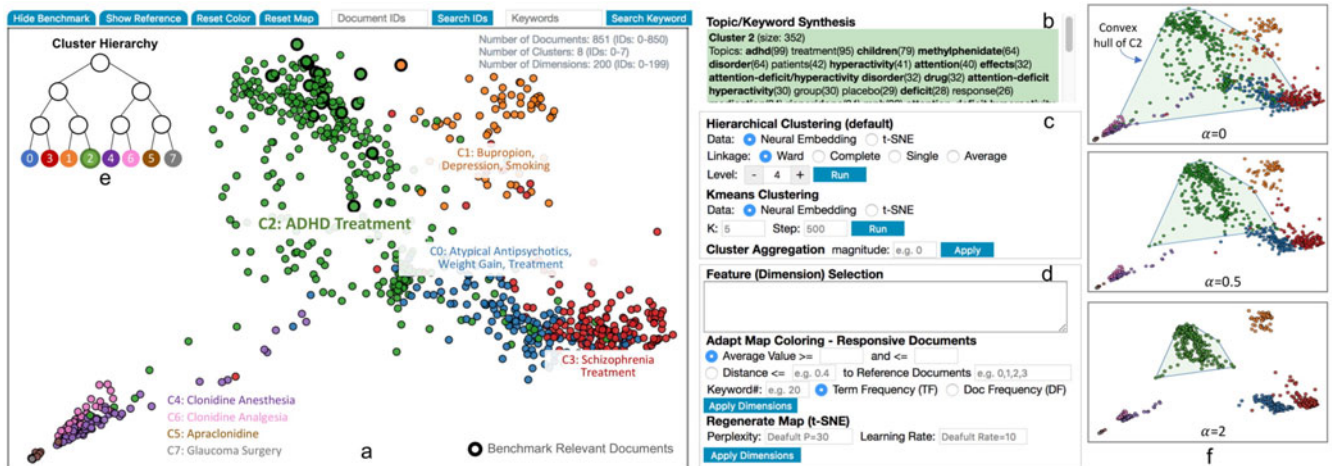 Hide Benchmark Show Reference Reset Color Reset Map Document IDs Search IDs Keywords Search Keyword
Cluster Hierarchy
0 3 1 2 4 6 5 7
e
Number of Documents: 851 (IDs: 0-850)
Number of Clusters: 8 (IDs: 0-7)
Number of Dimensions: 200 (IDs: 0-199)
C1: Bupropion,
Depression, Smoking
C2: ADHD Treatment
C0: Atypical Antipsychotics,
Weight Gain, Treatment
C3: Schizophrenia
Treatment
C4: Clonidine Anesthesia
C6: Clonidine Analgesia
C5: Apraclonidine
C7: Glaucoma Surgery
a
Benchmark Relevant Documents
Topic/Keyword Synthesis
b
Cluster 2 (size: 352)
Topics: adhd(99) treatment(95) children(79) methylphenidate(64)
disorder(64) patients(42) hyperactivity(41) attention(40) effects(32)
attention-deficit/hyperactivity disorder(32) drug(32) attention-deficit
hyperactivity(30) group(30) placebo(29) deficit(28) response(26)
Hierarchical Clustering (default)
c
Data: Neural Embedding t-SNE
Linkage: Ward Complete Single Average
Level: - 4 + Run
Kmeans Clustering
Data: Neural Embedding t-SNE
K: 5 Step: 500 Run
Cluster Aggregation magnitude: e.g. 0 Apply
Feature (Dimension) Selection
d
Adapt Map Coloring - Responsive Documents
Average Value >= and <=
Distance <= e.g. 0.4 to Reference Documents e.g. 0,1,2,3
Keyword#: e.g. 20 Term Frequency (TF) Doc Frequency (DF)
Apply Dimensions
Regenerate Map (t-SNE)
Perplexity: Deafult P=30 Learning Rate: Deafult Rate=10
Apply Dimensions
Convex
hull of C2
α=0
α=0.5
α=2
f